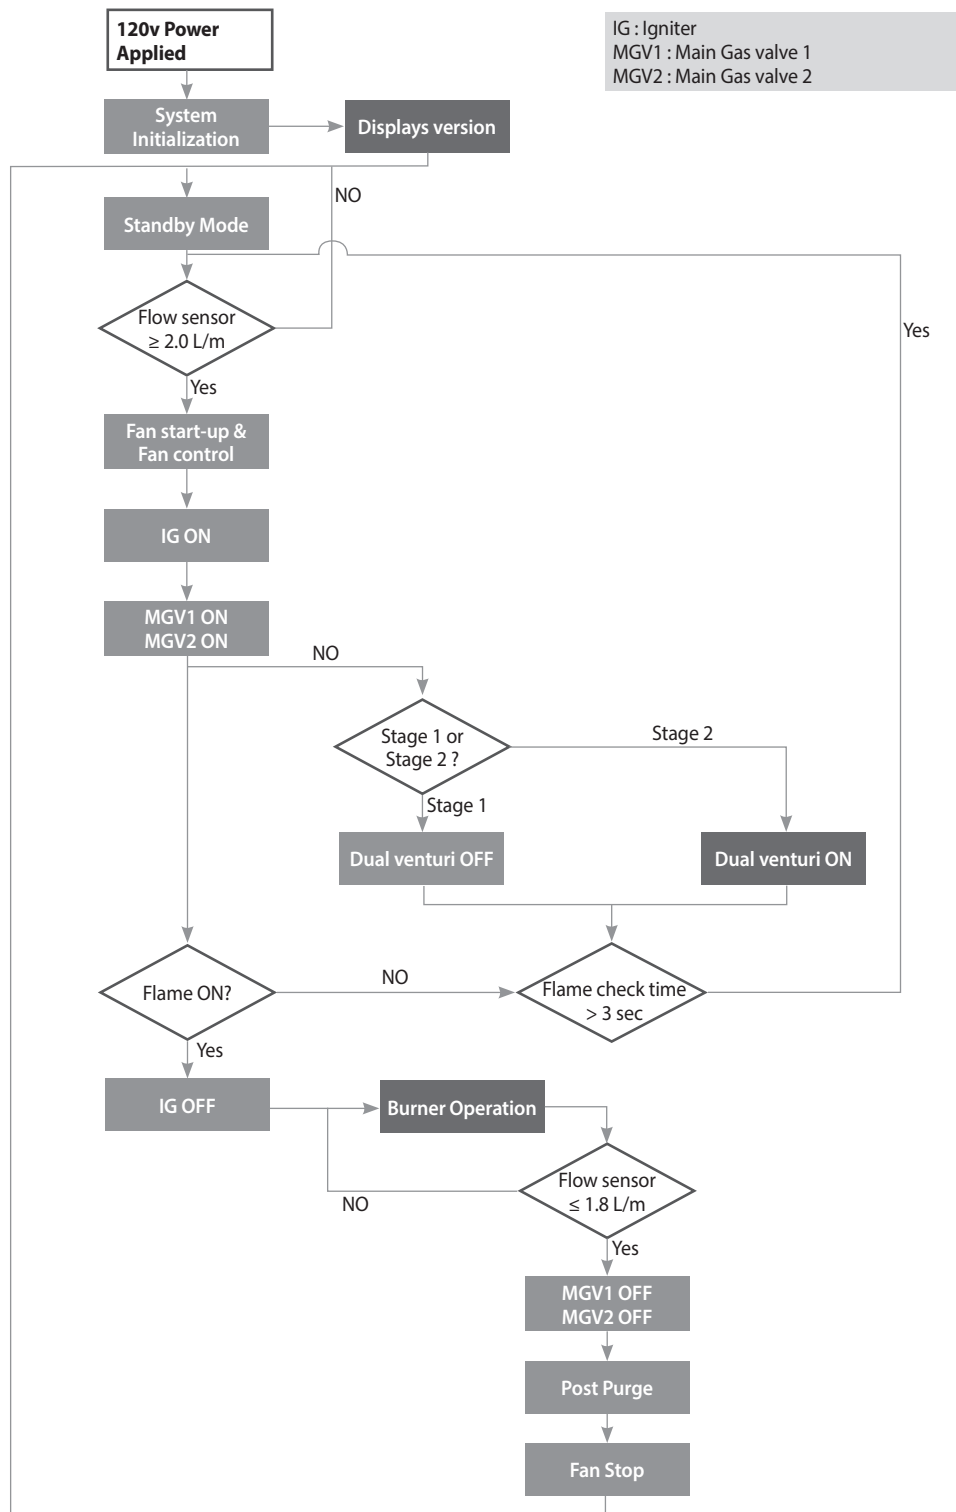 120v Power
Applied
IG : Igniter
MGV1 : Main Gas valve 1
MGV2 : Main Gas valve 2
System
Initialization
Displays version
NO
Standby Mode
Flow sensor
≥ 2.0 L/m
Yes
Yes
Fan start-up &
Fan control
IG ON
MGV1 ON
MGV2 ON
NO
Stage 1 or
Stage 2 ?
Stage 2
Stage 1
Dual venturi OFF
Dual venturi ON
Flame ON?
NO
Flame check time
> 3 sec
Yes
IG OFF
Burner Operation
Flow sensor
≤ 1.8 L/m
NO
Yes
MGV1 OFF
MGV2 OFF
Post Purge
Fan Stop